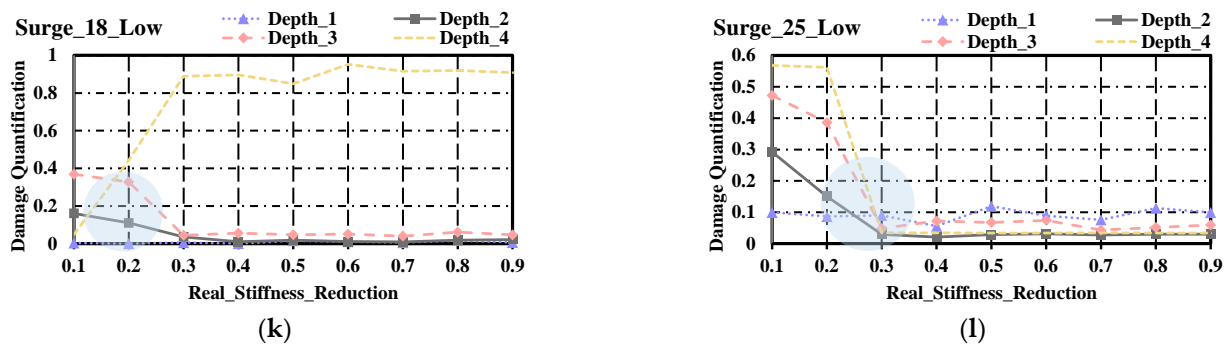 Surge_18_Low
Depth_1 Depth_2
Depth_3 Depth_4
Damage Quantification
1
0.8
0.6
0.4
0.2
0
0.1 0.2 0.3 0.4 0.5 0.6 0.7 0.8 0.9
Real_Stiffness_Reduction
(k)
Surge_25_Low
Depth_1 Depth_2
Depth_3 Depth_4
Damage Quantification
0.6
0.5
0.4
0.3
0.2
0.1
0
0.1 0.2 0.3 0.4 0.5 0.6 0.7 0.8 0.9
Real_Stiffness_Reduction
(l)